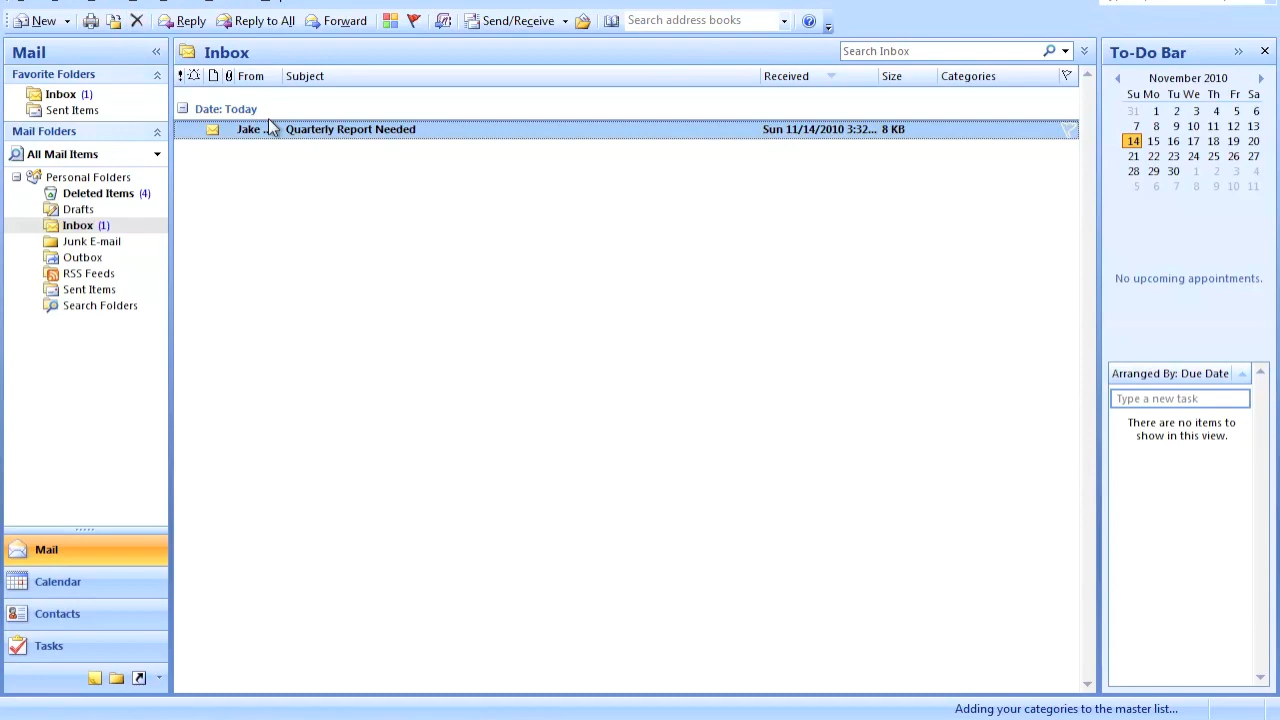 New Reply Reply to All Forward Send/Receive Search address books
Mail
Favorite Folders
Inbox (1)
Sent Items
Mail Folders
All Mail Items
Personal Folders
Deleted Items (4)
Drafts
Inbox (1)
Junk E-mail
Outbox
RSS Feeds
Sent Items
Search Folders
Mail
Calendar
Contacts
Tasks
Inbox Search Inbox
From Subject Received Size Categories
Date: Today
Jake ... Quarterly Report Needed Sun 11/14/2010 3:32... 8 KB
To-Do Bar
November 2010
Su Mo Tu We Th Fr Sa
31 1 2 3 4 5 6
7 8 9 10 11 12 13
14 15 16 17 18 19 20
21 22 23 24 25 26 27
28 29 30 1 2 3 4
5 6 7 8 9 10 11
No upcoming appointments.
Arranged By: Due Date
Type a new task
There are no items to
show in this view.
Adding your categories to the master list...